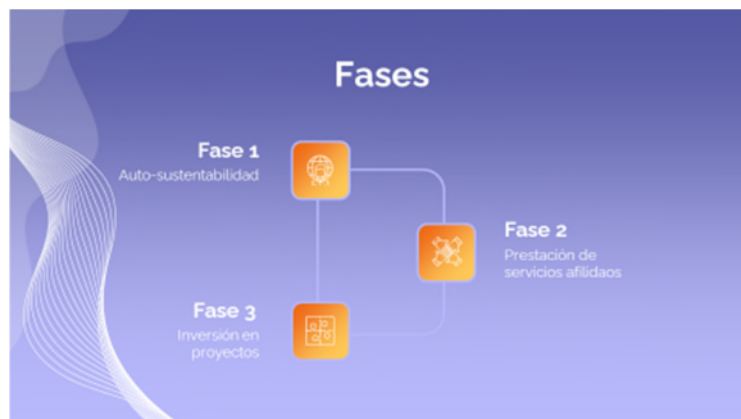 Fases
Fase 1
Auto-sustentabilidad
Fase 2
Prestación de
servicios afilidaos
Fase 3
Inversión en
proyectos